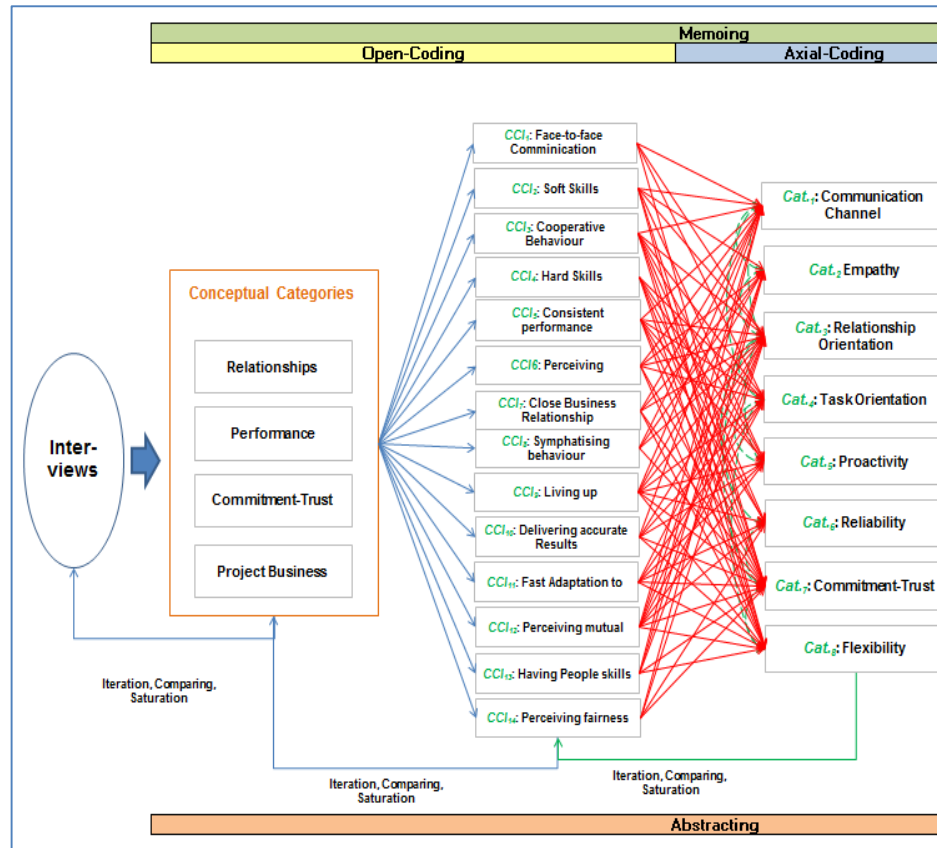 Memoing
Open-Coding
Axial-Coding
CCI₁: Face-to-face
Comminication
CCI₂: Soft Skills
CCI₃: Cooperative
Behaviour
CCI₄: Hard Skills
CCI₅: Consistent
performance
CCI6: Perceiving
CCI₇: Close Business
Relationship
CCI₈: Symphatising
behaviour
CCI₉: Living up
CCI₁₀: Delivering accurate
Results
CCI₁₁: Fast Adaptation to
CCI₁₂: Perceiving mutual
CCI₁₃: Having People skills
CCI₁₄: Perceiving fairness
Cat.₁: Communication
Channel
Cat.₂ Empathy
Cat.₃: Relationship
Orientation
Cat.₄: Task Orientation
Cat.₅: Proactivity
Cat.₆: Reliability
Cat.₇: Commitment-Trust
Cat.₈: Flexibility
Conceptual Categories
Relationships
Performance
Commitment-Trust
Project Business
Inter-
views
Iteration, Comparing,
Saturation
Iteration, Comparing,
Saturation
Iteration, Comparing,
Saturation
Abstracting